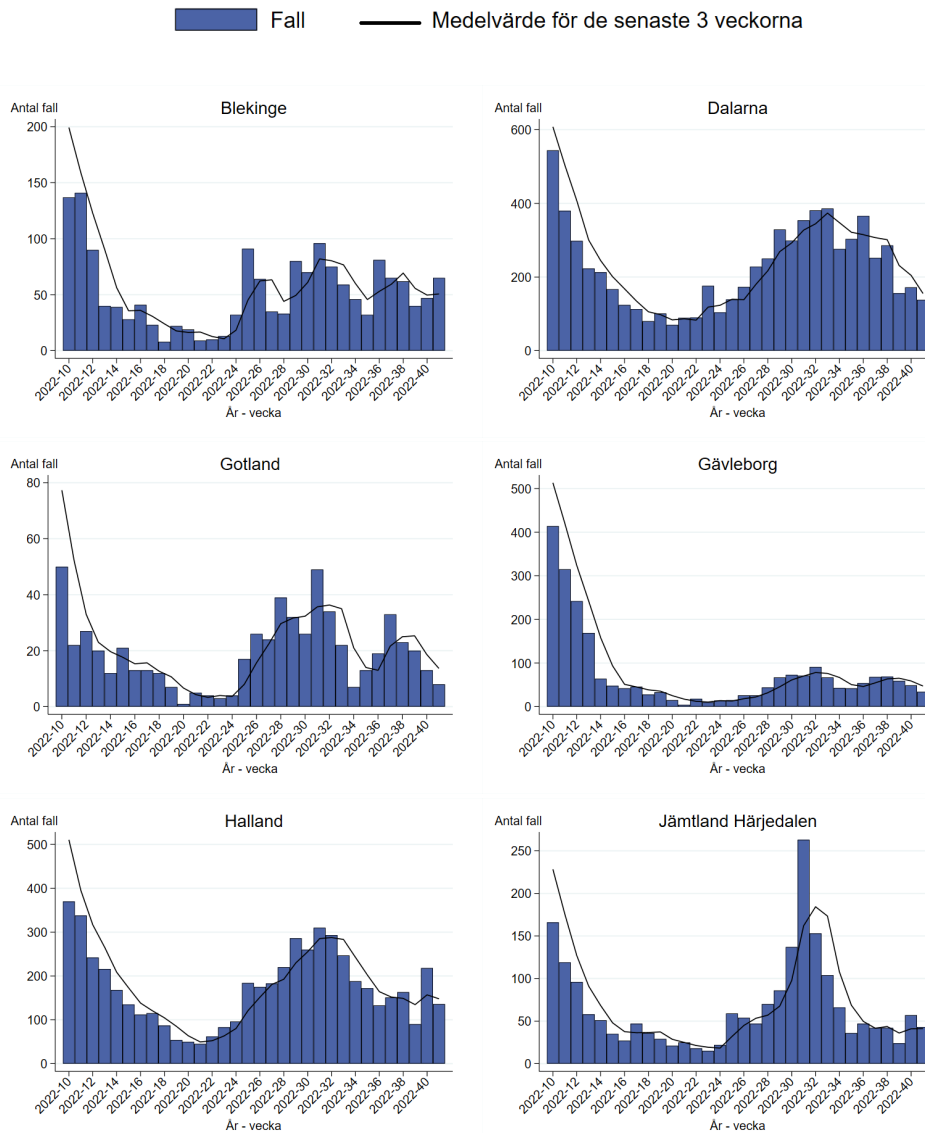 Fall Medelvärde för de senaste 3 veckorna
Antal fall
Blekinge
200
150
100
50
0
2022-10 2022-12 2022-14 2022-16 2022-18 2022-20 2022-22 2022-24 2022-26 2022-28 2022-30 2022-32 2022-34 2022-36 2022-38 2022-40
År - vecka
Antal fall
Dalarna
600
400
200
0
2022-10 2022-12 2022-14 2022-16 2022-18 2022-20 2022-22 2022-24 2022-26 2022-28 2022-30 2022-32 2022-34 2022-36 2022-38 2022-40
År - vecka
Antal fall
Gotland
80
60
40
20
0
2022-10 2022-12 2022-14 2022-16 2022-18 2022-20 2022-22 2022-24 2022-26 2022-28 2022-30 2022-32 2022-34 2022-36 2022-38 2022-40
År - vecka
Antal fall
Gävleborg
500
400
300
200
100
0
2022-10 2022-12 2022-14 2022-16 2022-18 2022-20 2022-22 2022-24 2022-26 2022-28 2022-30 2022-32 2022-34 2022-36 2022-38 2022-40
År - vecka
Antal fall
Halland
500
400
300
200
100
0
2022-10 2022-12 2022-14 2022-16 2022-18 2022-20 2022-22 2022-24 2022-26 2022-28 2022-30 2022-32 2022-34 2022-36 2022-38 2022-40
År - vecka
Antal fall
Jämtland Härjedalen
250
200
150
100
50
0
2022-10 2022-12 2022-14 2022-16 2022-18 2022-20 2022-22 2022-24 2022-26 2022-28 2022-30 2022-32 2022-34 2022-36 2022-38 2022-40
År - vecka